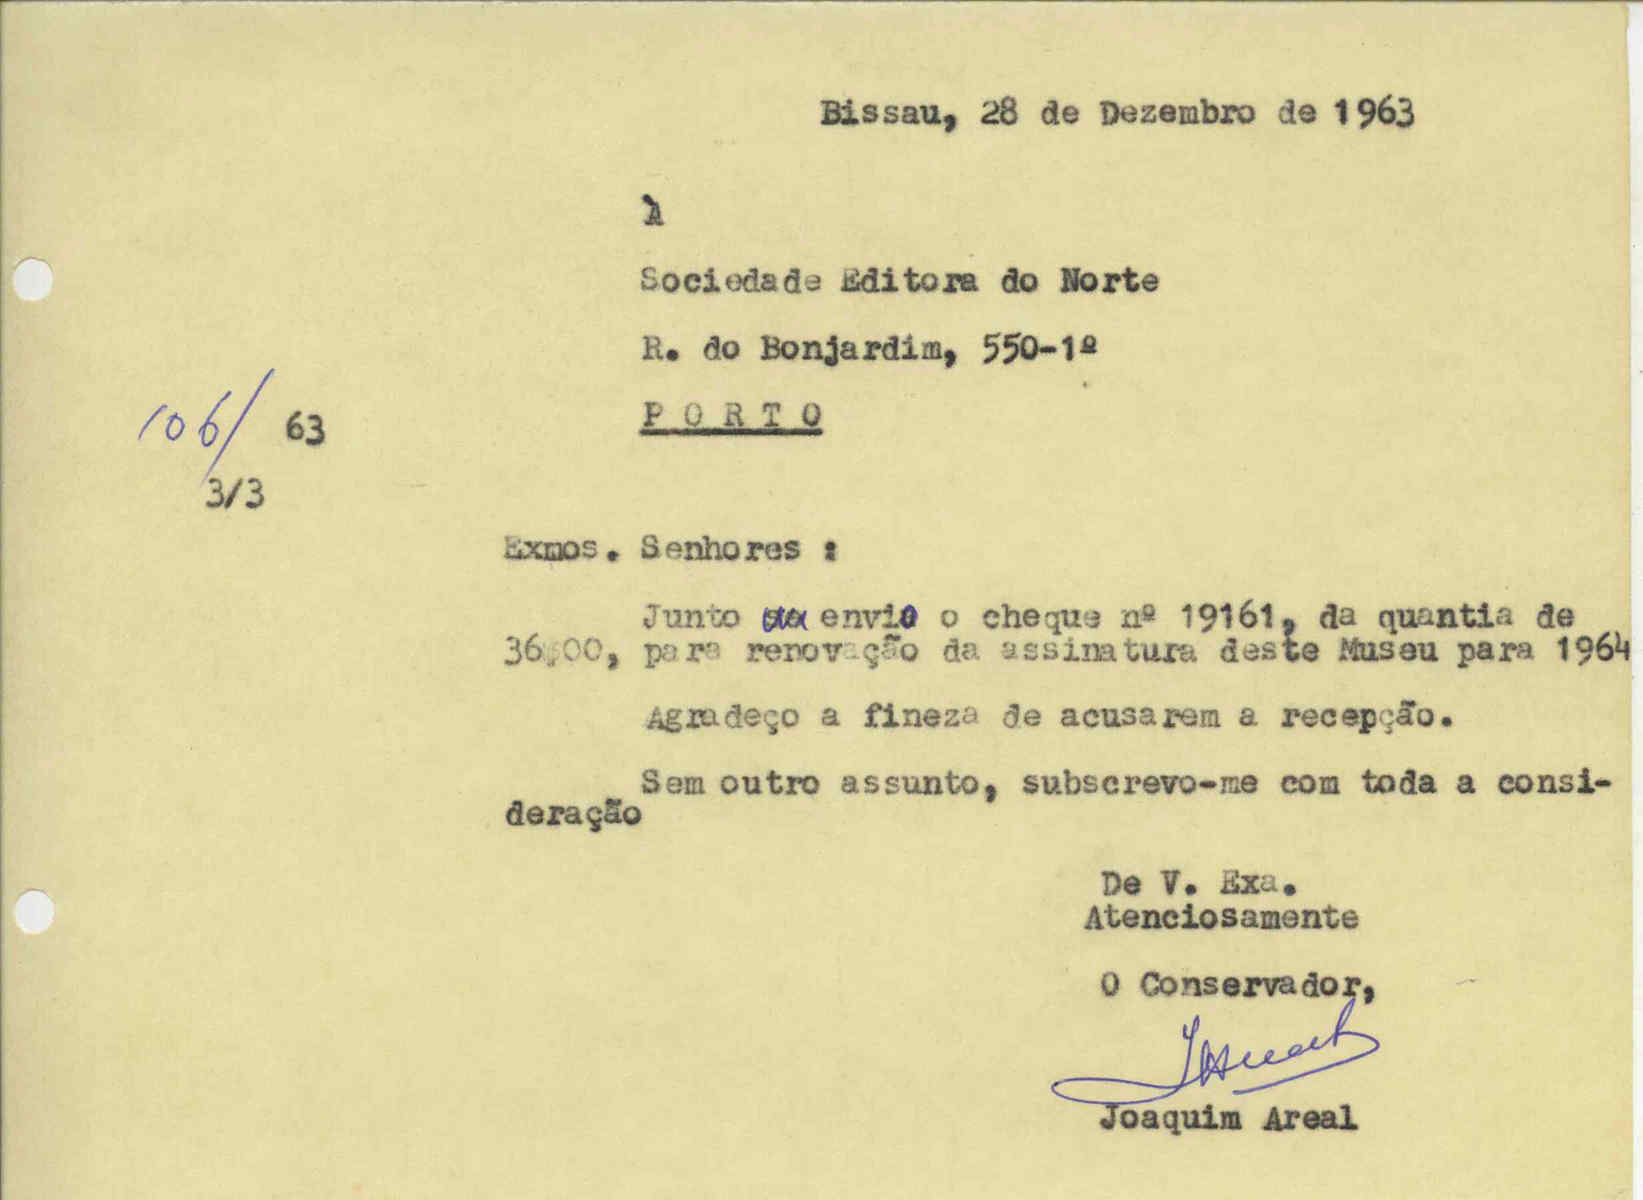 Bissau, 28 de Dezembro de 1963
À
Sociedade Editora do Norte
R. do Bonjardim, 550-1º
PORTO
106/ 63
3/3
Exmos. Senhores :
Junto envio o cheque nº 19161, da quantia de
36$00, para renovação da assinatura deste Museu para 1964
Agradeço a fineza de acusarem a recepção.
Sem outro assunto, subscrevo-me com toda a consi-
deração
De V. Exa.
Atenciosamente
O Conservador,
Joaquim Areal